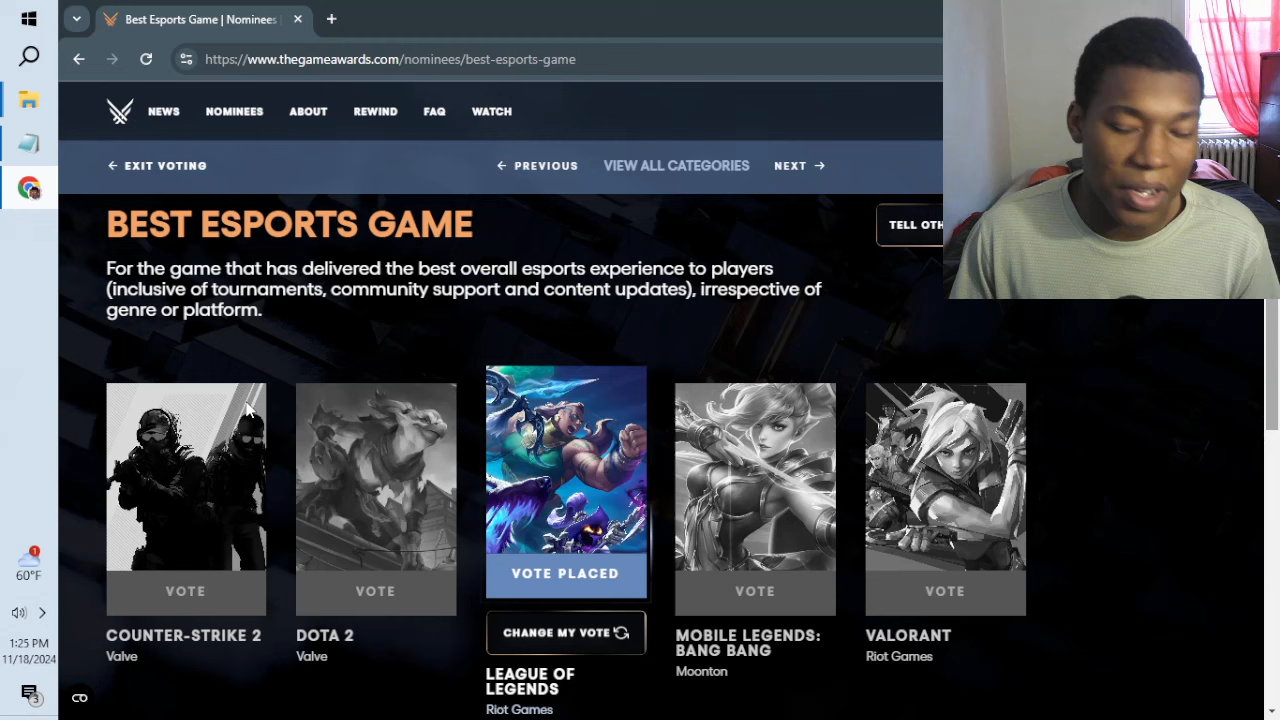 Best Esports Game | Nominees
https://www.thegameawards.com/nominees/best-esports-game
NEWS NOMINEES ABOUT REWIND FAQ WATCH
← EXIT VOTING ← PREVIOUS VIEW ALL CATEGORIES NEXT →
BEST ESPORTS GAME
TELL OTH
For the game that has delivered the best overall esports experience to players
(inclusive of tournaments, community support and content updates), irrespective of
genre or platform.
VOTE VOTE VOTE PLACED VOTE VOTE
CHANGE MY VOTE
COUNTER-STRIKE 2
Valve
DOTA 2
Valve
LEAGUE OF
LEGENDS
Riot Games
MOBILE LEGENDS:
BANG BANG
Moonton
VALORANT
Riot Games
1
60°F
1:25 PM
11/18/2024
3